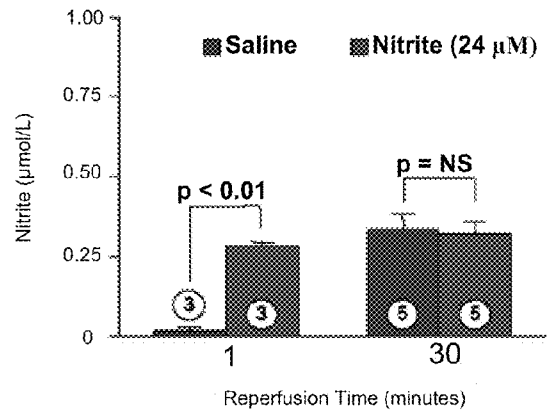 1.00
Saline Nitrite (24 µM)
0.75
Nitrite (µmol/L)
0.50
p = NS
p < 0.01
0.25
3 3 5 5
0
1 30
Reperfusion Time (minutes)